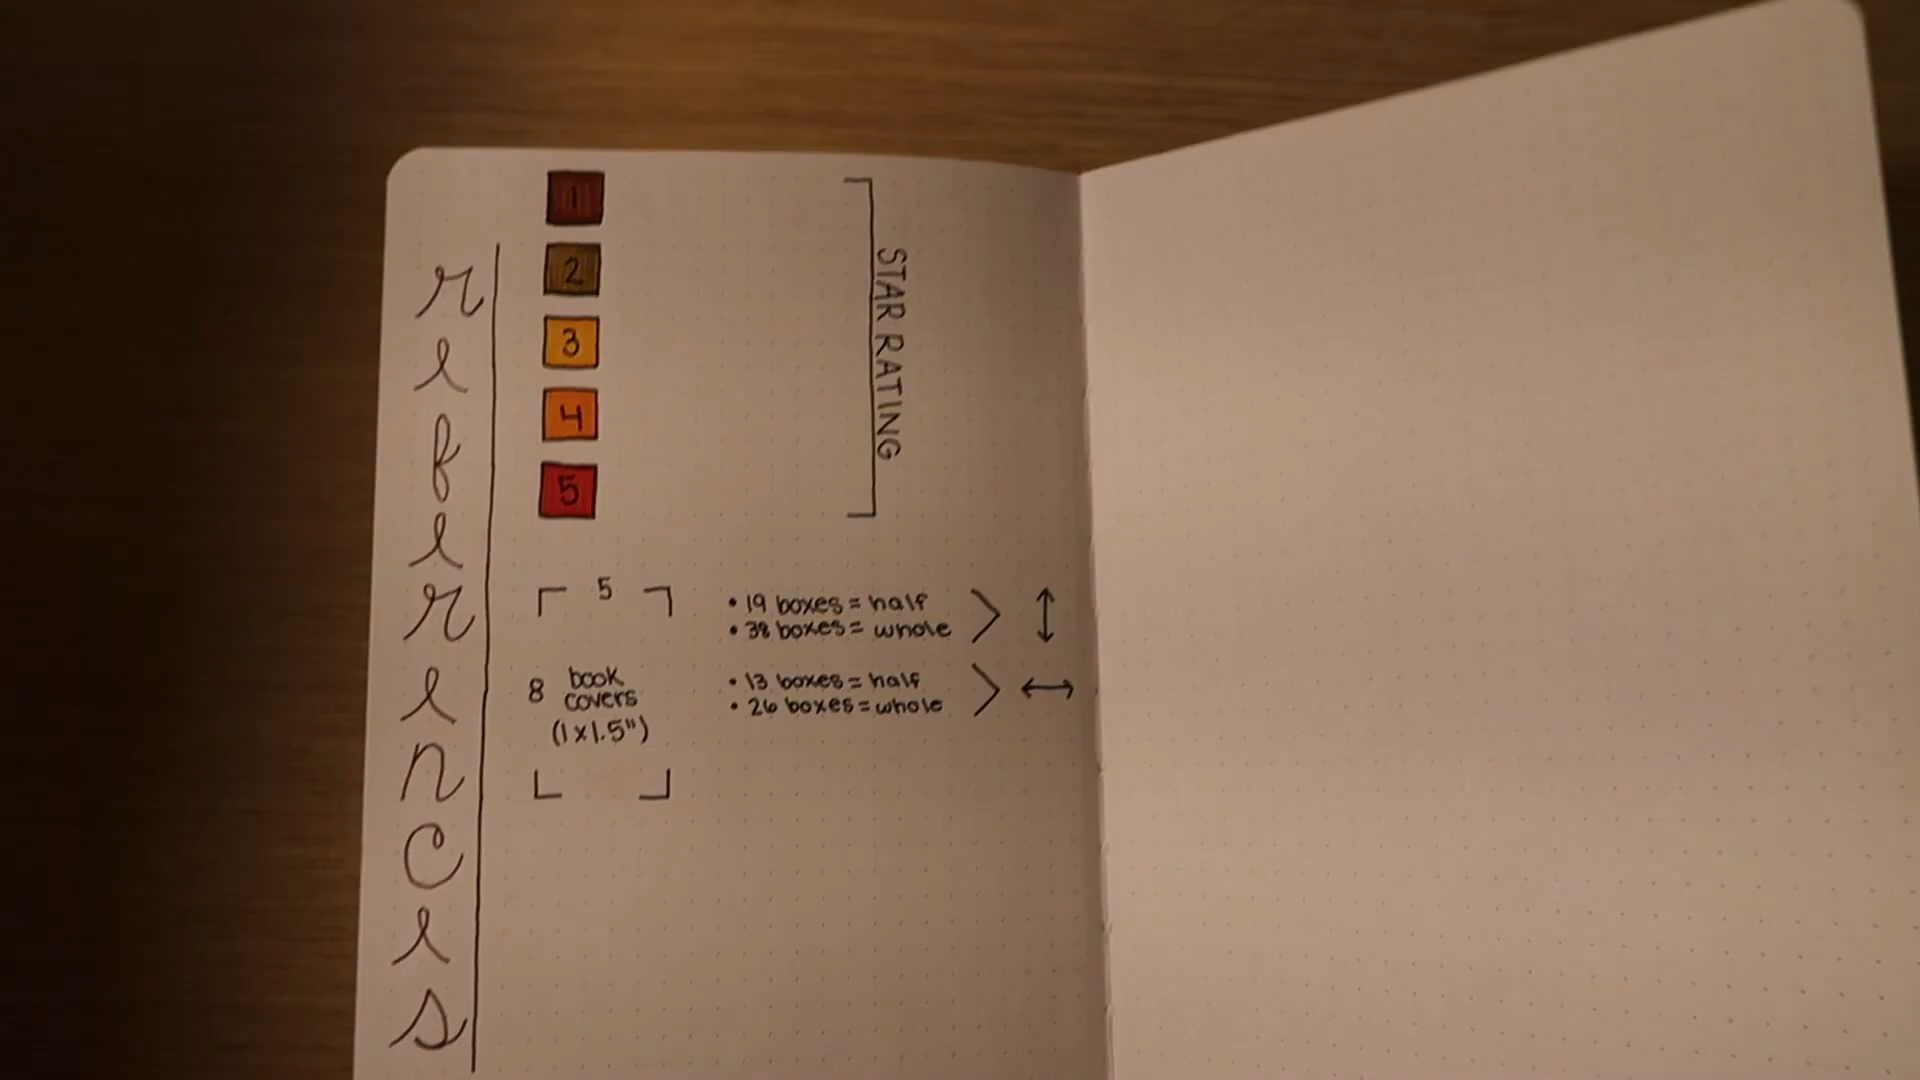 references
1
2
3
4
5
STAR RATING
5
8
book
covers
(1x1.5")
• 19 boxes = half
• 38 boxes = whole
• 13 boxes = half
• 26 boxes = whole